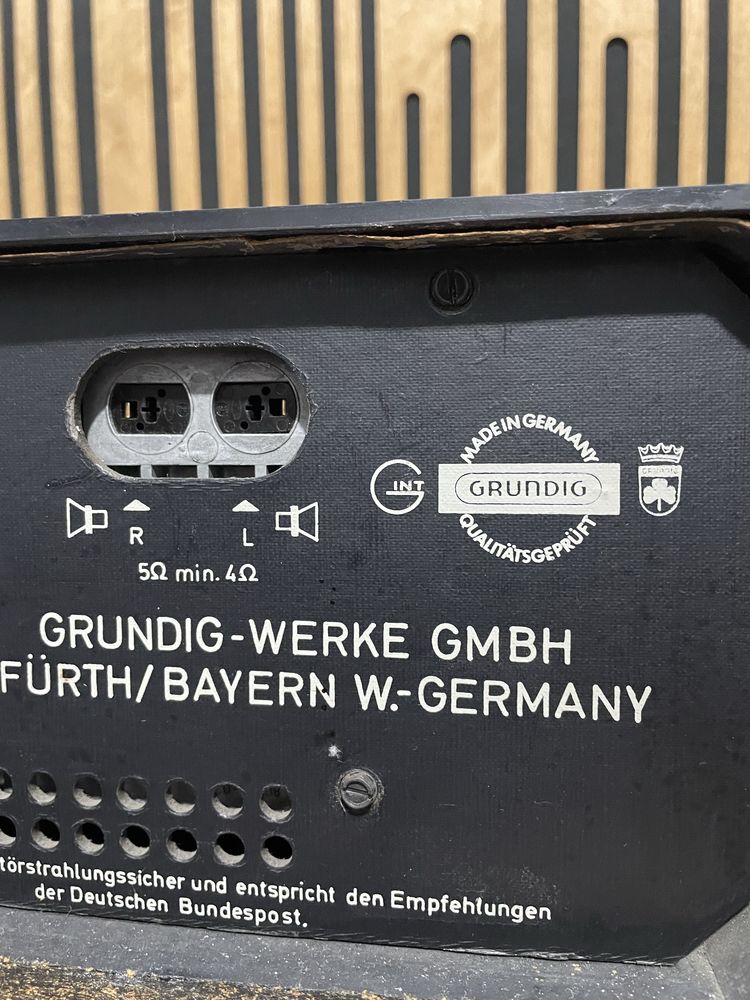 R L
5Ω min. 4Ω
INT
MADE IN GERMANY
GRUNDIG
QUALITÄTSGEPRÜFT
GRUNDIG
GRUNDIG-WERKE GMBH
FÜRTH/BAYERN W.-GERMANY
törstrahlungssicher und entspricht den Empfehlungen
der Deutschen Bundespost.